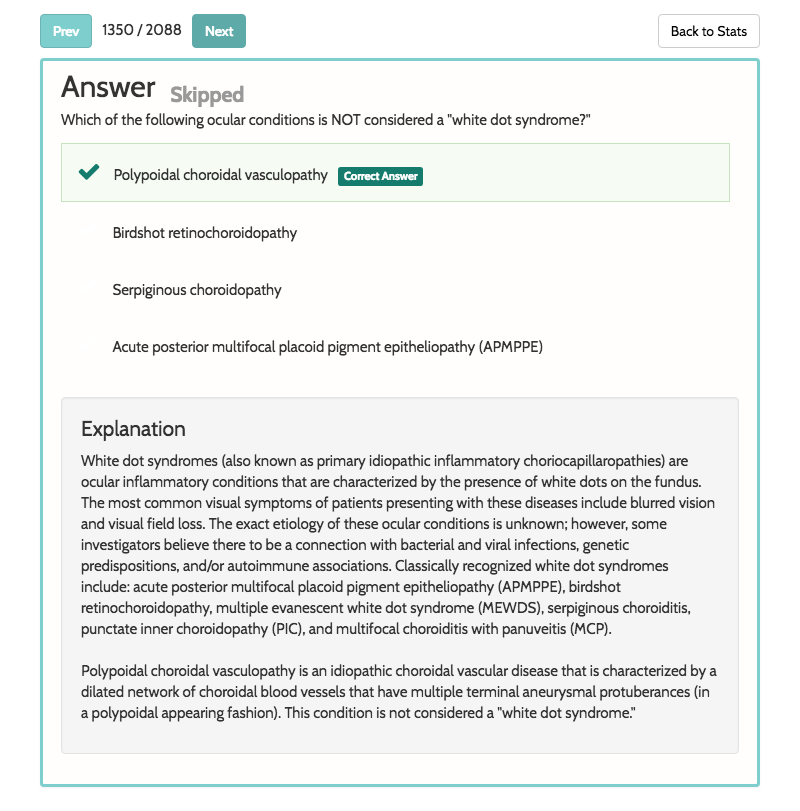 Prev 1350 / 2088 Next Back to Stats
Answer Skipped
Which of the following ocular conditions is NOT considered a "white dot syndrome?"
Polypoidal choroidal vasculopathy Correct Answer
Birdshot retinochoroidopathy
Serpiginous choroidopathy
Acute posterior multifocal placoid pigment epitheliopathy (APMPPE)
Explanation
White dot syndromes (also known as primary idiopathic inflammatory choriocapillaropathies) are
ocular inflammatory conditions that are characterized by the presence of white dots on the fundus.
The most common visual symptoms of patients presenting with these diseases include blurred vision
and visual field loss. The exact etiology of these ocular conditions is unknown; however, some
investigators believe there to be a connection with bacterial and viral infections, genetic
predispositions, and/or autoimmune associations. Classically recognized white dot syndromes
include: acute posterior multifocal placoid pigment epitheliopathy (APMPPE), birdshot
retinochoroidopathy, multiple evanescent white dot syndrome (MEWDS), serpiginous choroiditis,
punctate inner choroidopathy (PIC), and multifocal choroiditis with panuveitis (MCP).
Polypoidal choroidal vasculopathy is an idiopathic choroidal vascular disease that is characterized by a
dilated network of choroidal blood vessels that have multiple terminal aneurysmal protuberances (in
a polypoidal appearing fashion). This condition is not considered a "white dot syndrome."